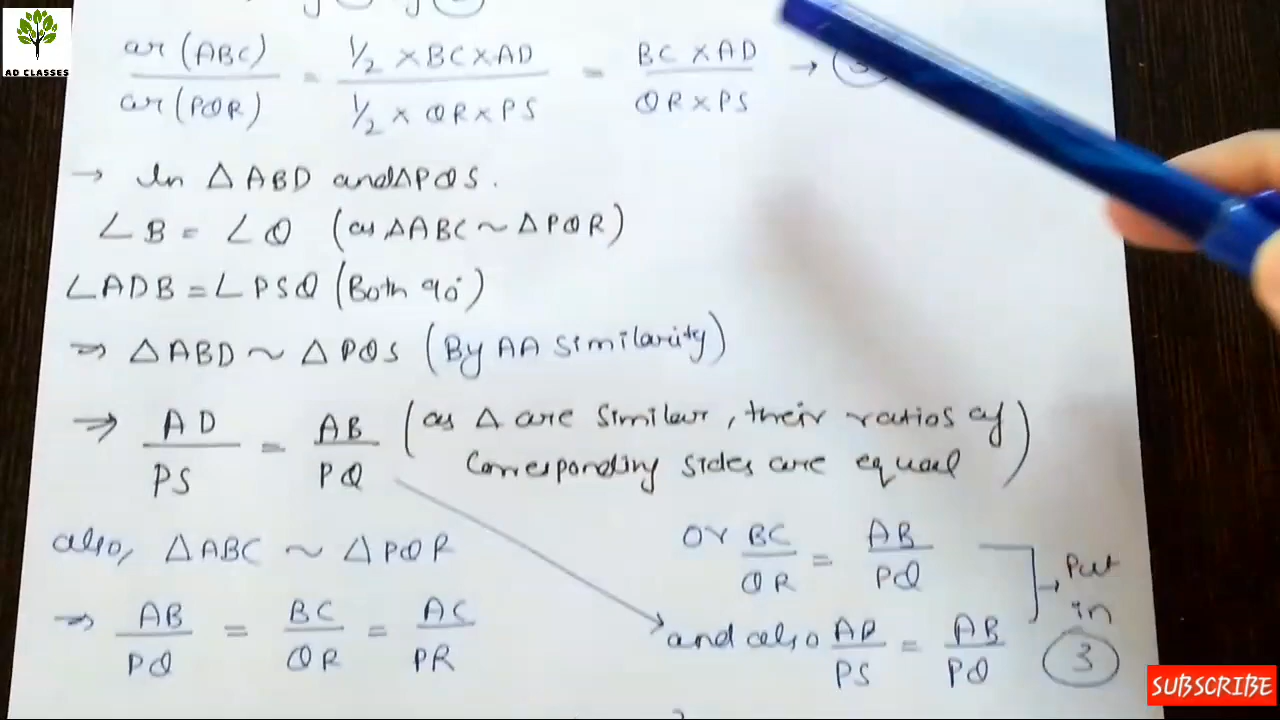 AD CLASSES
ar (ABC) / ar (PQR) = 1/2 × BC × AD / 1/2 × QR × PS = BC × AD / QR × PS → 3
→ In △ ABD and △ PQS.
∠B = ∠Q (as △ABC ~ △PQR)
∠ADB = ∠PSQ (Both 90°)
⇒ △ABD ~ △PQS (By AA Similarity)
⇒ AD / PS = AB / PQ (as △ are Similar, their ratios of
Corresponding sides are equal)
also, △ABC ~ △PQR
⇒ AB / PQ = BC / QR = AC / PR
or BC / QR = AB / PQ
and also AD / PS = AB / PQ
Put
in
3
SUBSCRIBE